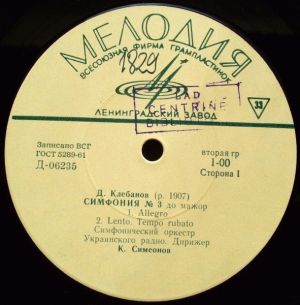 МЕЛОДИЯ
ВСЕСОЮЗНАЯ ФИРМА ГРАМПЛАСТИНОК
1829
CENTRINĖ
33
ЛЕНИНГРАДСКИЙ ЗАВОД
Записано ВСГ
ГОСТ 5289-61
Д-06235
вторая гр
1-00
Сторона I
Д. Клебанов (р. 1907)
СИМФОНИЯ № 3 до мажор
1. Allegro
2. Lento. Tempo rubato
Симфонический оркестр
Украинского радио. Дирижер
К. Симеонов